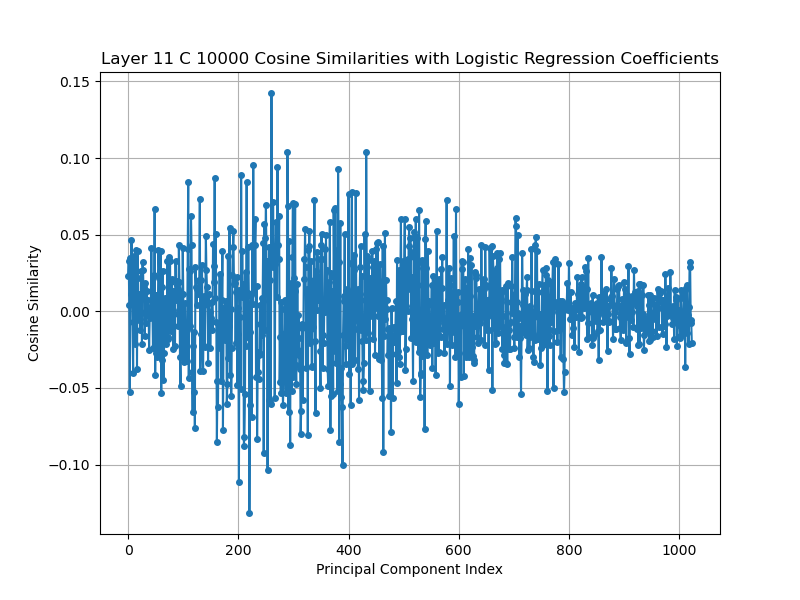 Layer 11 C 10000 Cosine Similarities with Logistic Regression Coefficients
0.15
0.10
0.05
0.00
−0.05
−0.10
Cosine Similarity
0 200 400 600 800 1000
Principal Component Index